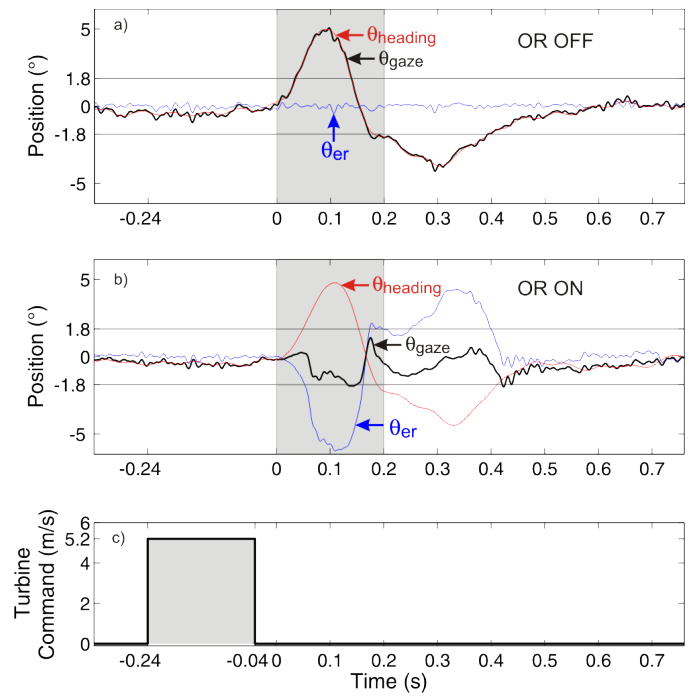 a)
OR OFF
θheading
θgaze
θer
Position (°)
5
1.8
0
-1.8
-5
-0.24 0 0.1 0.2 0.3 0.4 0.5 0.6 0.7
b)
OR ON
θheading
θgaze
θer
Position (°)
5
1.8
0
-1.8
-5
-0.24 0 0.1 0.2 0.3 0.4 0.5 0.6 0.7
c)
Turbine
Command (m/s)
6
5.2
4
2
0
-0.24 -0.04 0 0.1 0.2 0.3 0.4 0.5 0.6 0.7
Time (s)